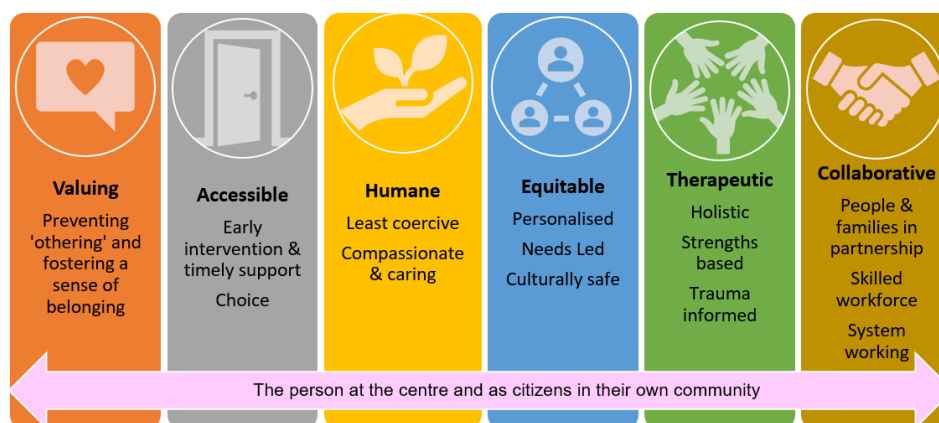 Valuing
Preventing
'othering' and
fostering a
sense of
belonging
Accessible
Early
intervention &
timely support
Choice
Humane
Least coercive
Compassionate
& caring
Equitable
Personalised
Needs Led
Culturally safe
Therapeutic
Holistic
Strengths
based
Trauma
informed
Collaborative
People &
families in
partnership
Skilled
workforce
System
working
The person at the centre and as citizens in their own community